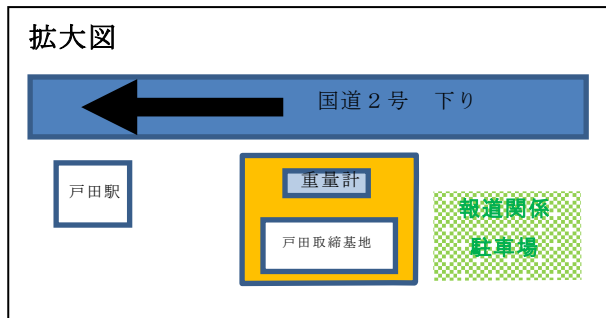 拡大図
国道２号　下り
戸田駅
重量計
戸田取締基地
報道関係
駐車場